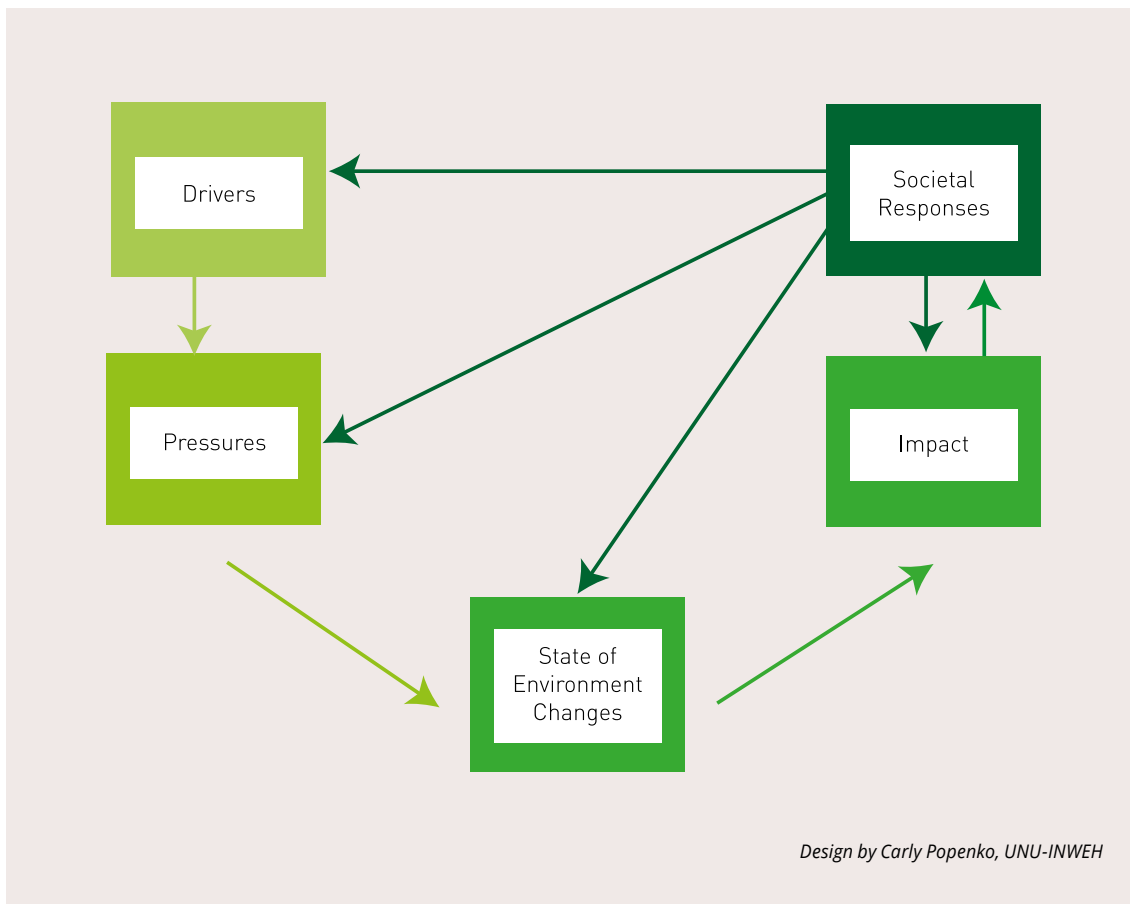 Drivers
Societal
Responses
Pressures
Impact
State of
Environment
Changes
Design by Carly Popenko, UNU-INWEH